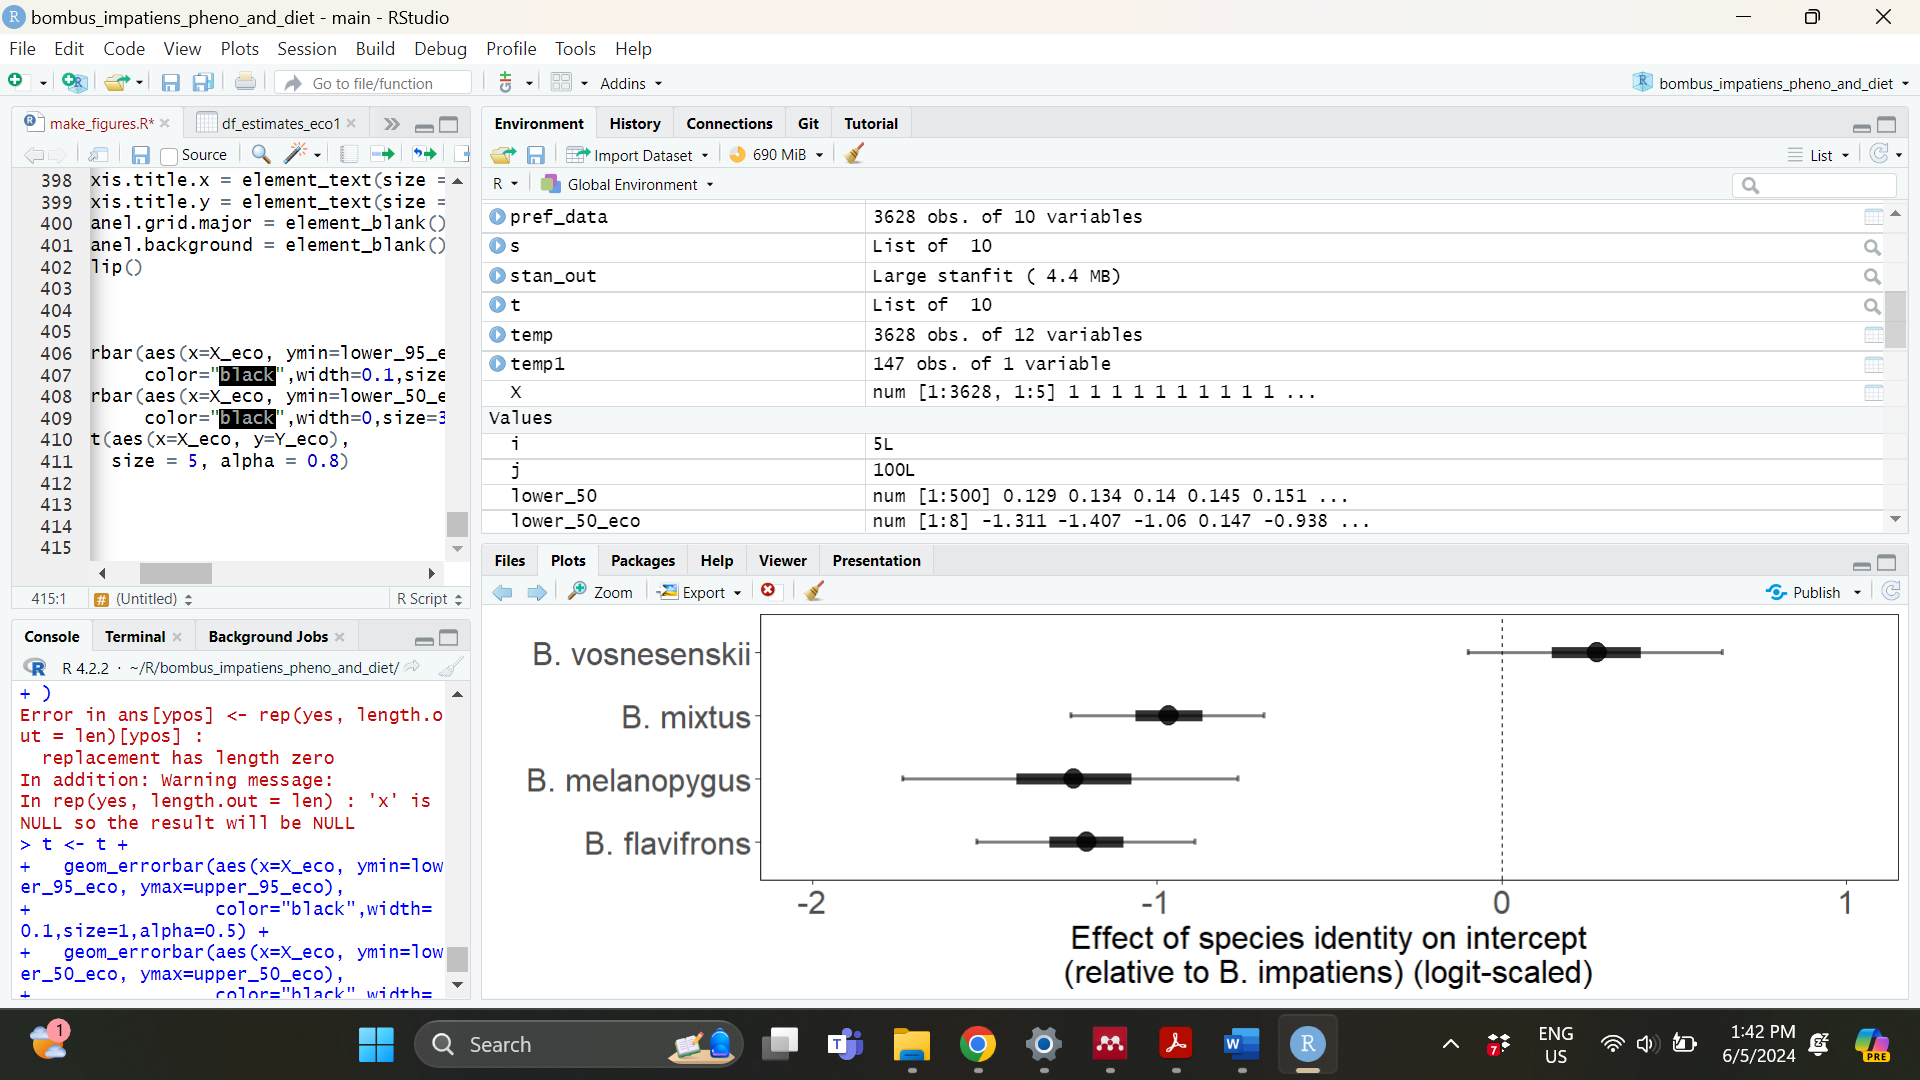 bombus_impatiens_pheno_and_diet - main - RStudio
File Edit Code View Plots Session Build Debug Profile Tools Help
Go to file/function Addins bombus_impatiens_pheno_and_diet
make_figures.R* df_estimates_eco1
Source
398 xis.title.x = element_text(size =
399 xis.title.y = element_text(size =
400 anel.grid.major = element_blank()
401 anel.background = element_blank()
402 lip()
403
404
405
406 rbar(aes(x=X_eco, ymin=lower_95_e
407 color="black",width=0.1,size
408 rbar(aes(x=X_eco, ymin=lower_50_e
409 color="black",width=0,size=3
410 t(aes(x=X_eco, y=Y_eco),
411 size = 5, alpha = 0.8)
412
413
414
415
415:1 # (Untitled) R Script
Console Terminal Background Jobs
R 4.2.2 · ~/R/bombus_impatiens_pheno_and_diet/
+ )
Error in ans[ypos] <- rep(yes, length.o
ut = len)[ypos] :
replacement has length zero
In addition: Warning message:
In rep(yes, length.out = len) : 'x' is
NULL so the result will be NULL
> t <- t +
+ geom_errorbar(aes(x=X_eco, ymin=low
er_95_eco, ymax=upper_95_eco),
+ color="black",width=
0.1,size=1,alpha=0.5) +
+ geom_errorbar(aes(x=X_eco, ymin=low
er_50_eco, ymax=upper_50_eco),
+ color="black",width=
Environment History Connections Git Tutorial
Import Dataset 690 MiB List
R Global Environment
pref_data 3628 obs. of 10 variables
s List of 10
stan_out Large stanfit ( 4.4 MB)
t List of 10
temp 3628 obs. of 12 variables
temp1 147 obs. of 1 variable
X num [1:3628, 1:5] 1 1 1 1 1 1 1 1 1 1 ...
Values
i 5L
j 100L
lower_50 num [1:500] 0.129 0.134 0.14 0.145 0.151 ...
lower_50_eco num [1:8] -1.311 -1.407 -1.06 0.147 -0.938 ...
Files Plots Packages Help Viewer Presentation
Zoom Export Publish
B. vosnesenskii
B. mixtus
B. melanopygus
B. flavifrons
-2 -1 0 1
Effect of species identity on intercept
(relative to B. impatiens) (logit-scaled)
1 Search 7 ENG
US
1:42 PM
6/5/2024
PRE